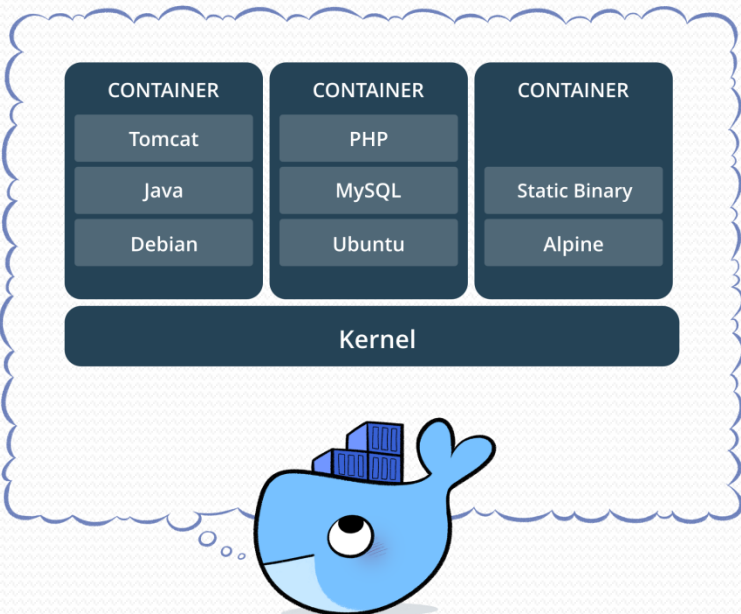 CONTAINER
Tomcat
Java
Debian
CONTAINER
PHP
MySQL
Ubuntu
CONTAINER
Static Binary
Alpine
Kernel